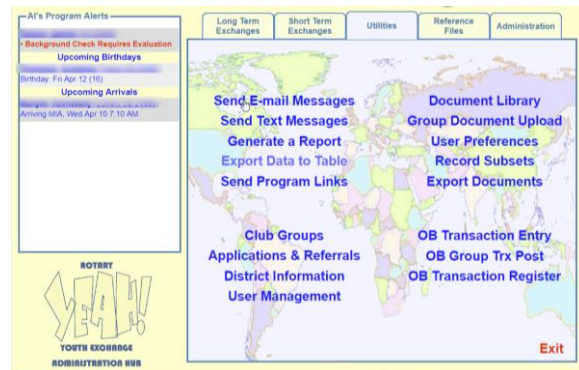 Al's Program Alerts
• Background Check Requires Evaluation
Upcoming Birthdays
Birthday: Fri Apr 12 (16)
Upcoming Arrivals
Arriving MIA, Wed Apr 10 7:10 AM
ROTARY
YEAH!
YOUTH EXCHANGE
ADMINISTRATION HUB
Long Term
Exchanges
Short Term
Exchanges
Utilities
Reference
Files
Administration
Send E-mail Messages
Send Text Messages
Generate a Report
Export Data to Table
Send Program Links
Document Library
Group Document Upload
User Preferences
Record Subsets
Export Documents
Club Groups
Applications & Referrals
District Information
User Management
OB Transaction Entry
OB Group Trx Post
OB Transaction Register
Exit